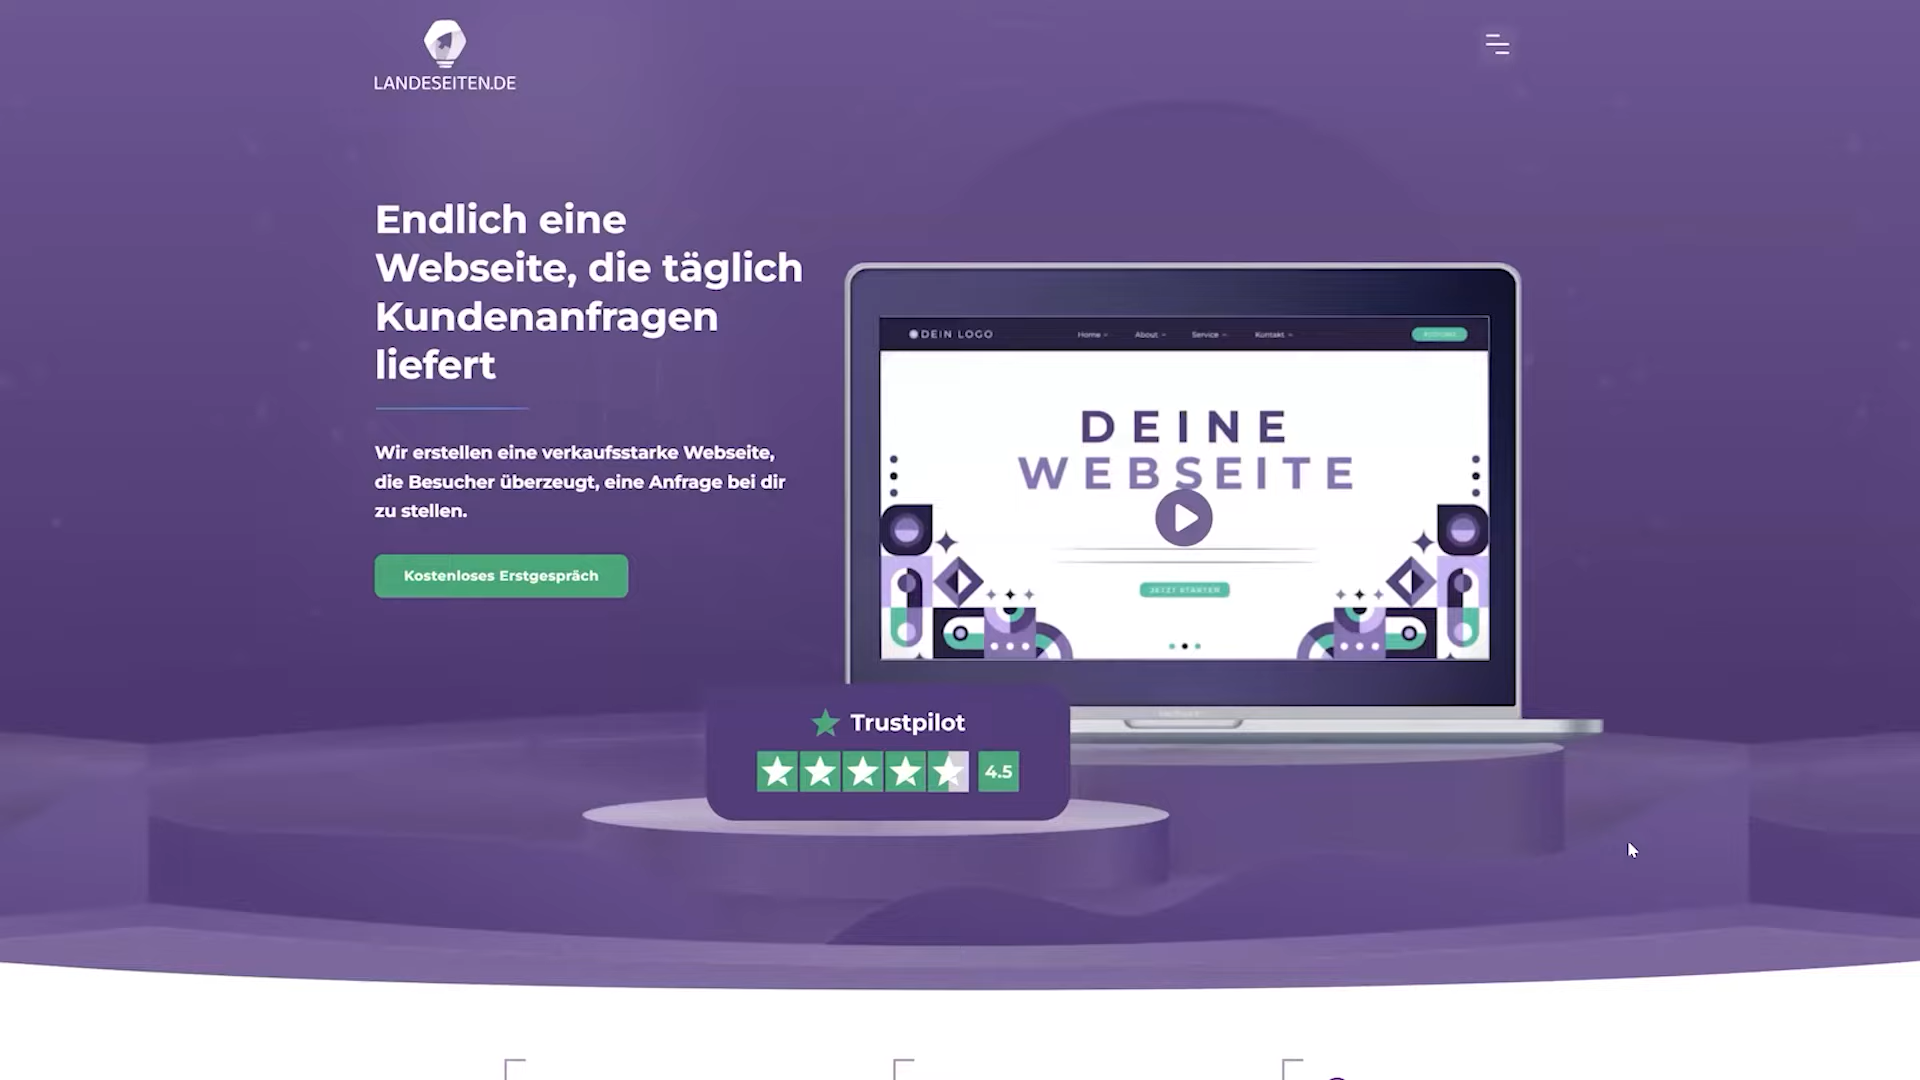 LANDESEITEN.DE
Endlich eine
Webseite, die täglich
Kundenanfragen
liefert
Wir erstellen eine verkaufsstarke Webseite,
die Besucher überzeugt, eine Anfrage bei dir
zu stellen.
Kostenloses Erstgespräch
DEIN LOGO
Home
About
Service
Kontakt
DEINE
WEBSEITE
JETZT STARTEN
Trustpilot
4.5